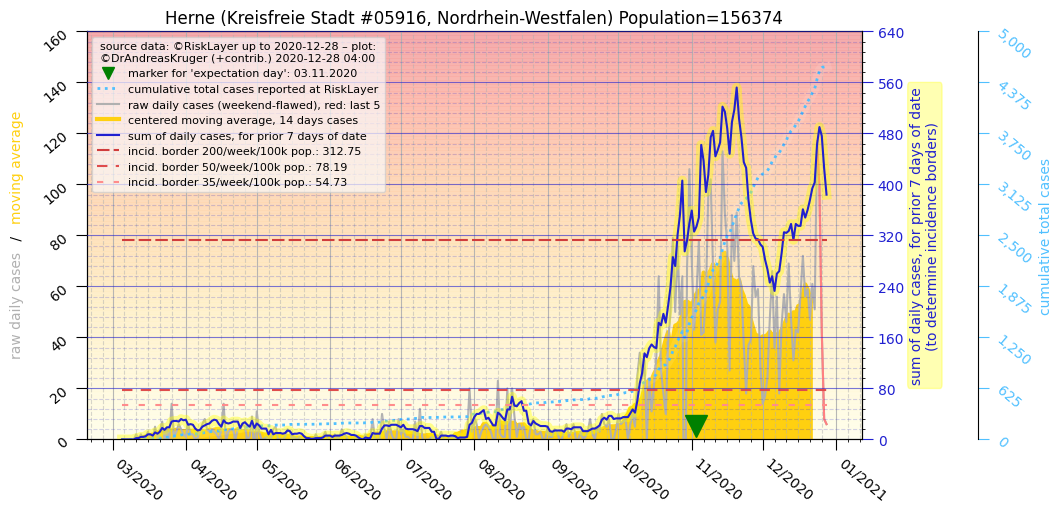 Herne (Kreisfreie Stadt #05916, Nordrhein-Westfalen) Population=156374
source data: ©RiskLayer up to 2020-12-28 – plot:
©DrAndreasKruger (+contrib.) 2020-12-28 04:00
marker for 'expectation day': 03.11.2020
cumulative total cases reported at RiskLayer
raw daily cases (weekend-flawed), red: last 5
centered moving average, 14 days cases
sum of daily cases, for prior 7 days of date
incid. border 200/week/100k pop.: 312.75
incid. border 50/week/100k pop.: 78.19
incid. border 35/week/100k pop.: 54.73
raw daily cases / moving average
160
140
120
100
80
60
40
20
0
640
560
480
400
320
240
160
80
0
sum of daily cases, for prior 7 days of date
(to determine incidence borders)
5,000
4,375
3,750
3,125
2,500
1,875
1,250
625
0
cumulative total cases
03/2020
04/2020
05/2020
06/2020
07/2020
08/2020
09/2020
10/2020
11/2020
12/2020
01/2021